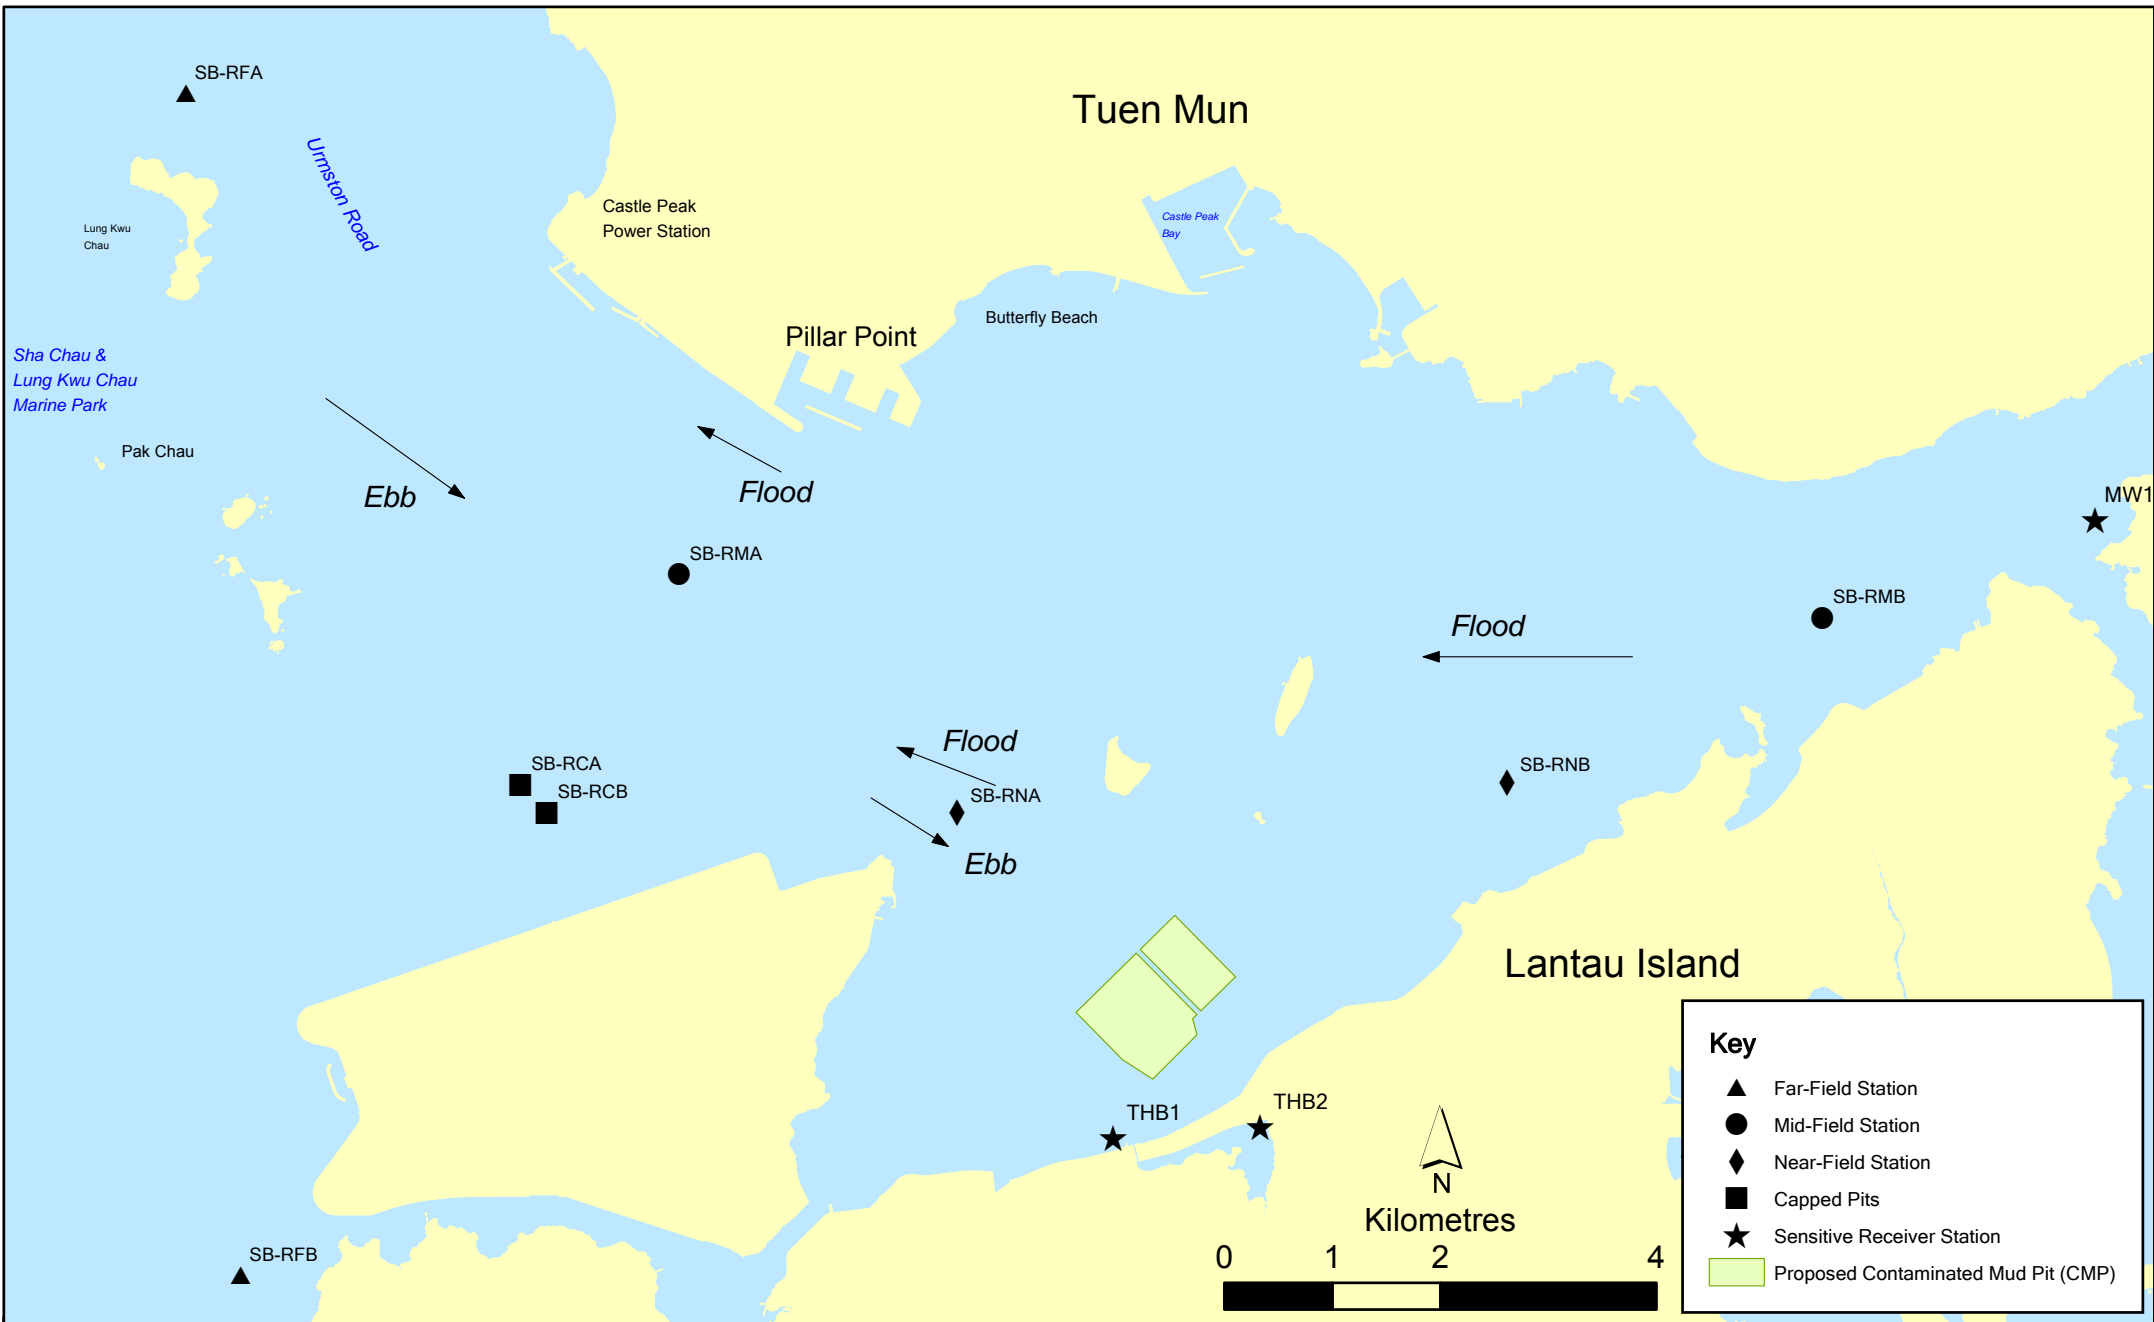 SB-RFA
Tuen Mun
Urmston Road
Castle Peak
Power Station
Castle Peak
Bay
Lung Kwu
Chau
Butterfly Beach
Pillar Point
Sha Chau &
Lung Kwu Chau
Marine Park
Pak Chau
Ebb
Flood
MW1
SB-RMA
SB-RMB
Flood
Flood
SB-RCA
SB-RCB
SB-RNA
SB-RNB
Ebb
Lantau Island
THB1
THB2
SB-RFB
N
Kilometres
0 1 2 4
Key
Far-Field Station
Mid-Field Station
Near-Field Station
Capped Pits
Sensitive Receiver Station
Proposed Contaminated Mud Pit (CMP)